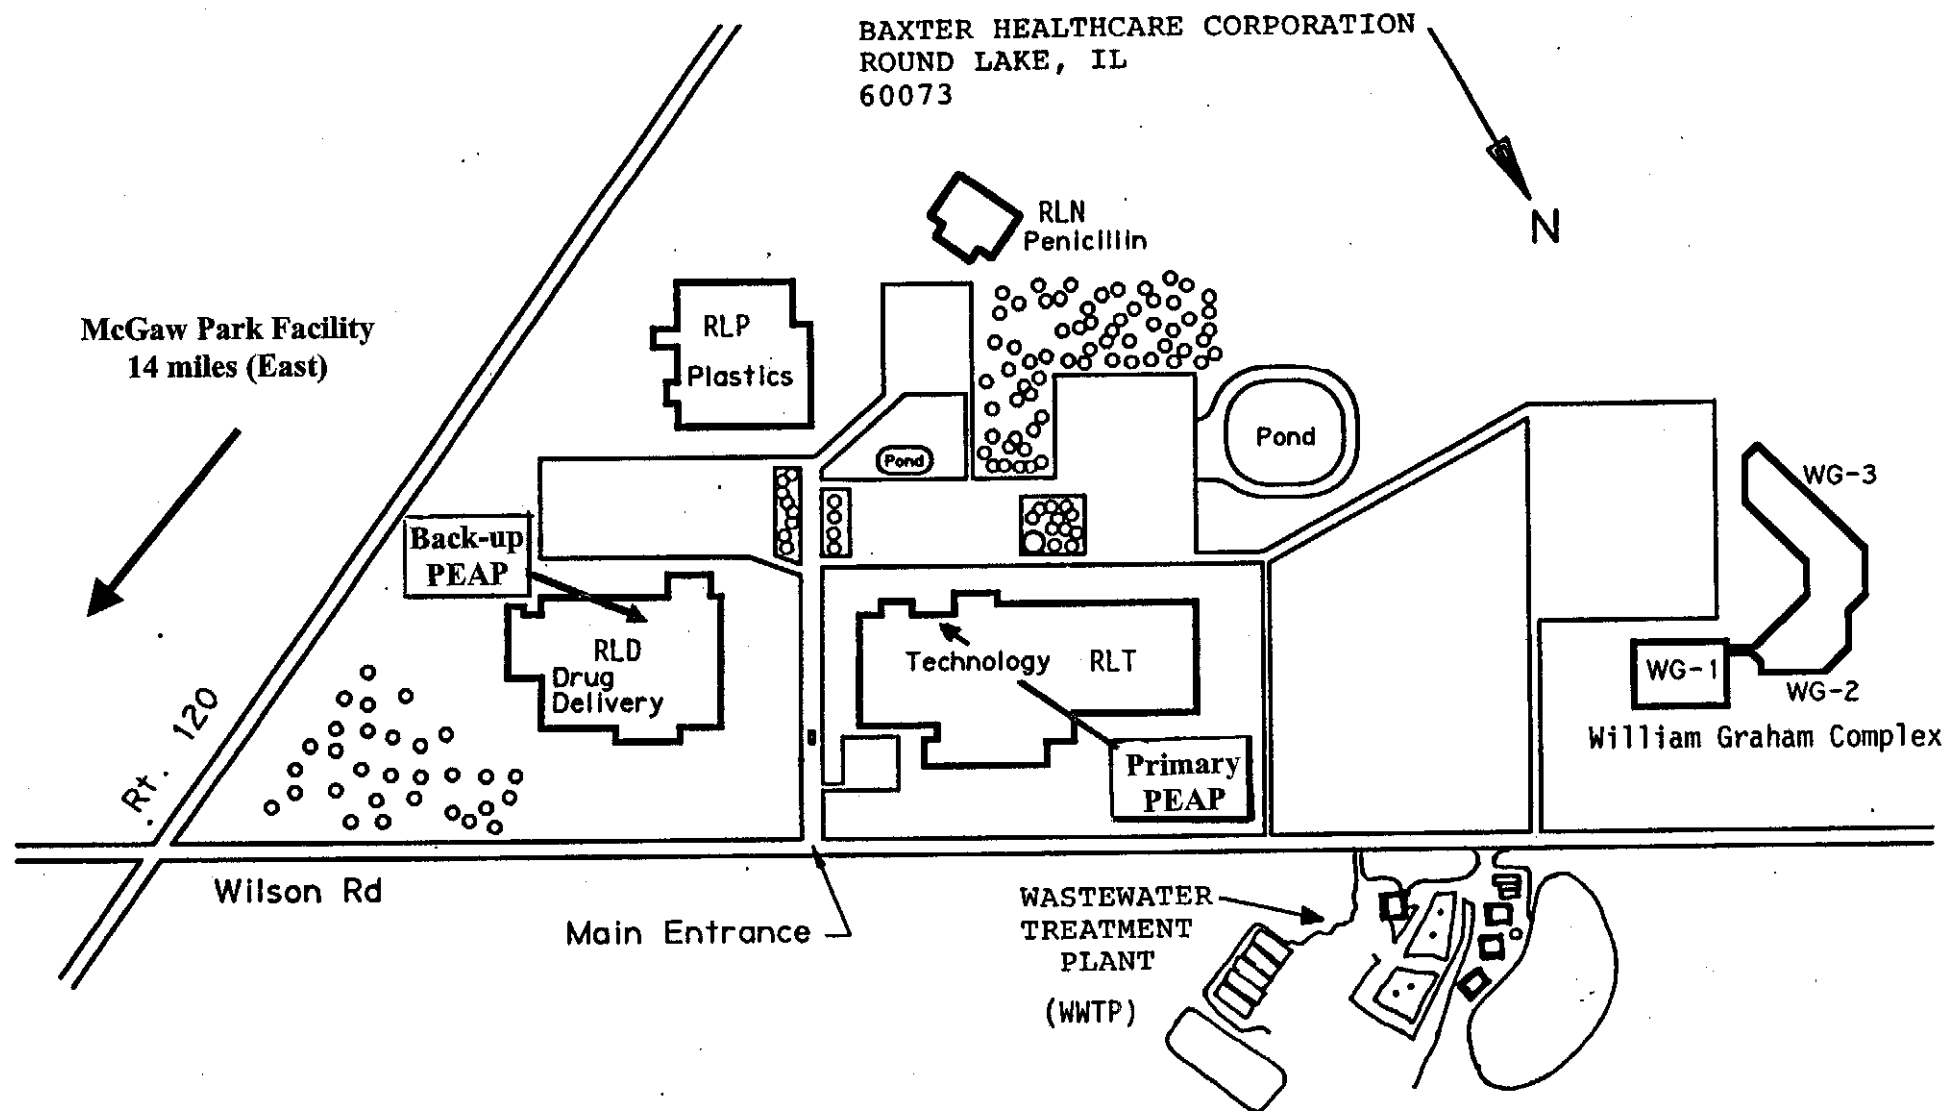 BAXTER HEALTHCARE CORPORATION
ROUND LAKE, IL
60073
N
RLN
Penicillin
McGaw Park Facility
14 miles (East)
RLP
Plastics
Pond
Pond
WG-3
Back-up
PEAP
RLD
Drug
Delivery
Technology RLT
WG-1
WG-2
William Graham Complex
Primary
PEAP
Rt. 120
Wilson Rd
Main Entrance
WASTEWATER
TREATMENT
PLANT
(WWTP)